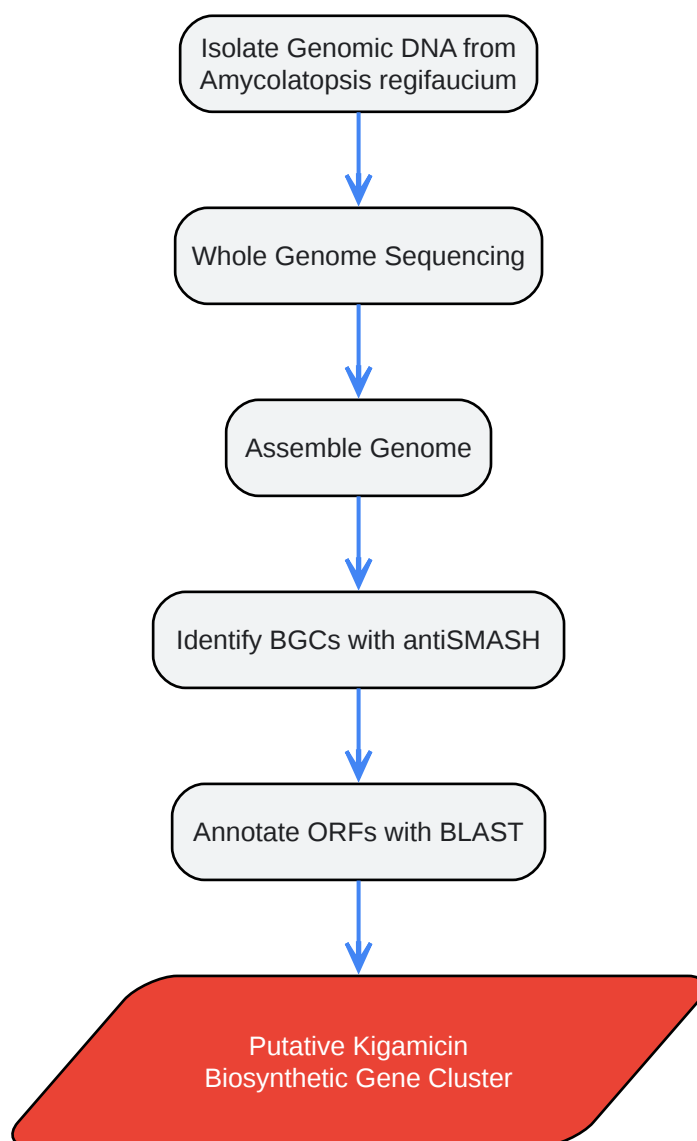 Isolate Genomic DNA from
Amycolatopsis regifaucium
Whole Genome Sequencing
Assemble Genome
Identify BGCs with antiSMASH
Annotate ORFs with BLAST
Putative Kigamicin
Biosynthetic Gene Cluster